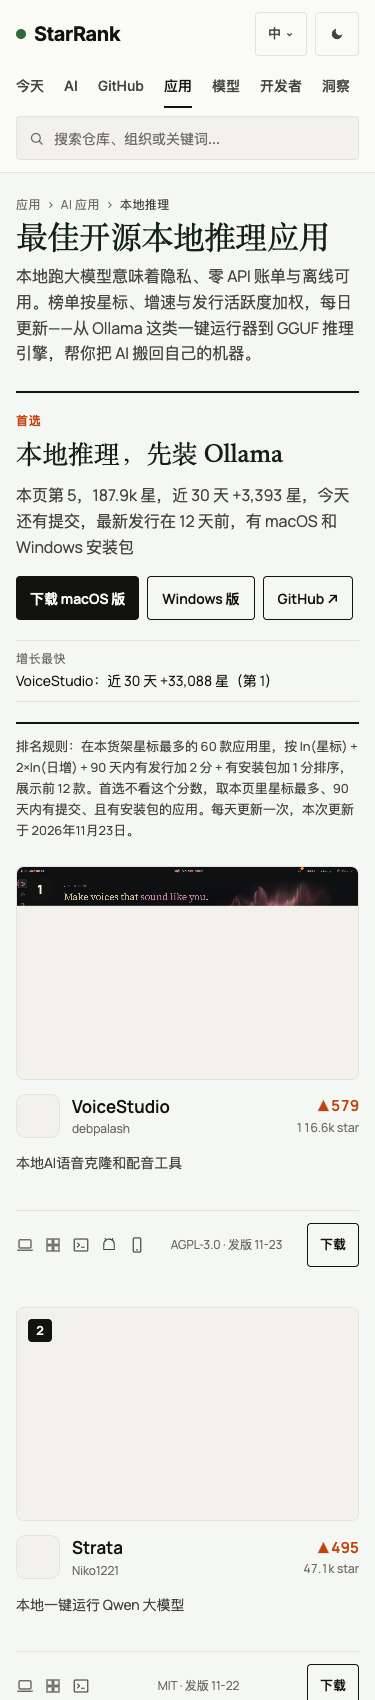 StarRank
中
今天 AI GitHub 应用 模型 开发者 洞察
搜索仓库、组织或关键词...
应用 > AI 应用 > 本地推理
最佳开源本地推理应用
本地跑大模型意味着隐私、零 API 账单与离线可
用。榜单按星标、增速与发行活跃度加权，每日
更新——从 Ollama 这类一键运行器到 GGUF 推理
引擎，帮你把 AI 搬回自己的机器。
首选
本地推理，先装 Ollama
本页第 5，187.9k 星，近 30 天 +3,393 星，今天
还有提交，最新发行在 12 天前，有 macOS 和
Windows 安装包
下载 macOS 版
Windows 版
GitHub ↗
增长最快
VoiceStudio：近 30 天 +33,088 星（第 1）
排名规则：在本货架星标最多的 60 款应用里，按 ln(星标) +
2×ln(日增) + 90 天内有发行加 2 分 + 有安装包加 1 分排序，
展示前 12 款。首选不看这个分数，取本页里星标最多、90
天内有提交、且有安装包的应用。每天更新一次，本次更新
于 2026年11月23日。
1
Make voices that sound like you.
VoiceStudio
▲579
debpalash
116.6k star
本地AI语音克隆和配音工具
AGPL-3.0 · 发版 11-23
下载
2
Strata
▲495
Niko1221
47.1k star
本地一键运行 Qwen 大模型
MIT · 发版 11-22
下载